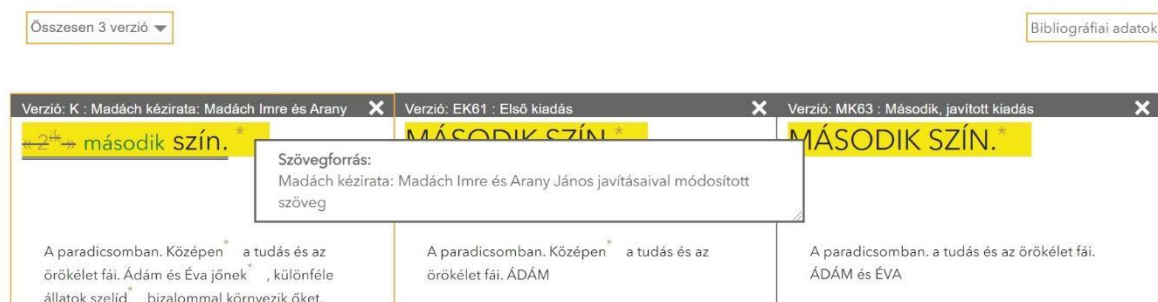 Összesen 3 verzió
Bibliográfiai adatok
Verzió: K : Madách kézirata: Madách Imre és Arany
« 2ik » második szín. *
Szövegforrás:
Madách kézirata: Madách Imre és Arany János javításaival módosított
szöveg
A paradicsomban. Középen* a tudás és az
örökélet fái. Ádám és Éva jőnek* , különféle
állatok szelíd* bizalommal környezik őket.
Verzió: EK61 : Első kiadás
MÁSODIK SZÍN.*
A paradicsomban. Középen* a tudás és az
örökélet fái. ÁDÁM
Verzió: MK63 : Második, javított kiadás
MÁSODIK SZÍN.*
A paradicsomban. a tudás és az örökélet fái.
ÁDÁM és ÉVA